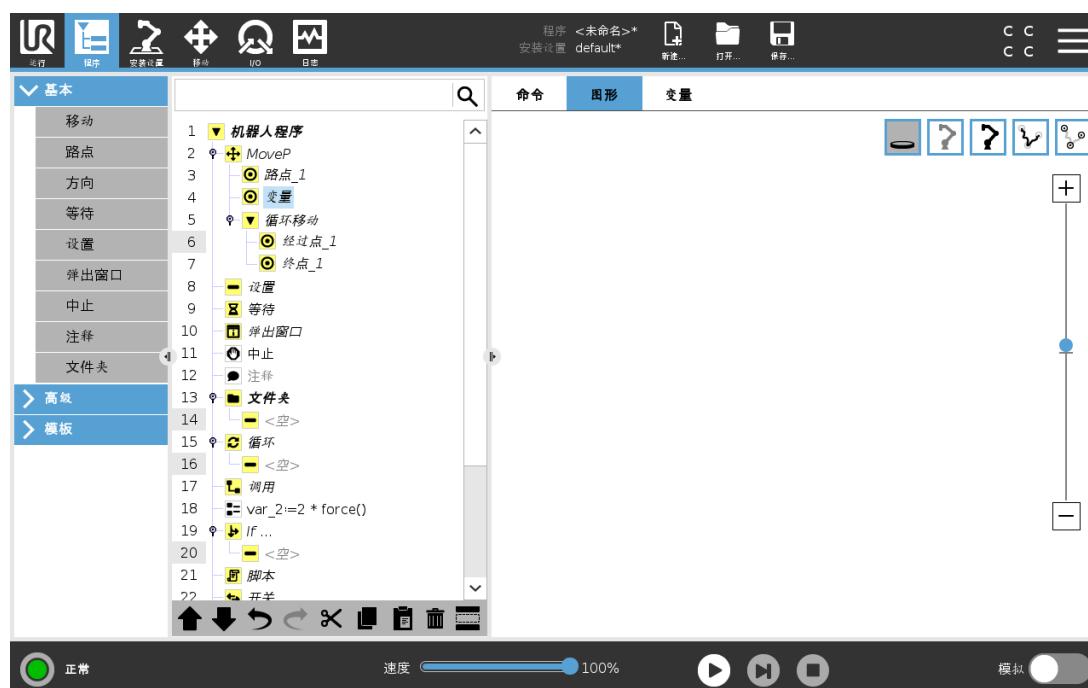 程序 <未命名>*
安装设置 default*
运行 程序 安装设置 移动 I/O 日志 新建... 打开... 保存...
C C
C C
基本
移动
路点
方向
等待
设置
弹出窗口
中止
注释
文件夹
高级
模板
1 机器人程序
2 MoveP
3 路点_1
4 变量
5 循环移动
6 经过点_1
7 终点_1
8 设置
9 等待
10 弹出窗口
11 中止
12 注释
13 文件夹
14 <空>
15 循环
16 <空>
17 调用
18 var_2:=2 * force()
19 If ...
20 <空>
21 脚本
22 开关
命令 图形 变量
正常
速度 100%
模拟